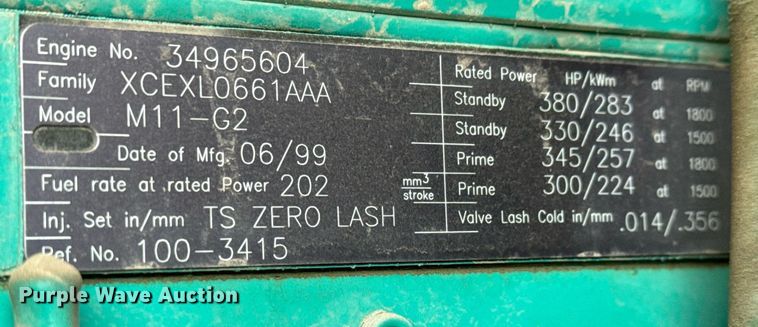 Engine No. 34965604
Family XCEXL0661AAA
Model M11-G2
Date of Mfg. 06/99
Fuel rate at rated Power 202 mm³/stroke
Inj. Set in/mm TS ZERO LASH
Ref. No. 100-3415
Rated Power HP/kWm at RPM
Standby 380/283 at 1800
Standby 330/246 at 1500
Prime 345/257 at 1800
Prime 300/224 at 1500
Valve Lash Cold in/mm .014/.356
Purple Wave Auction